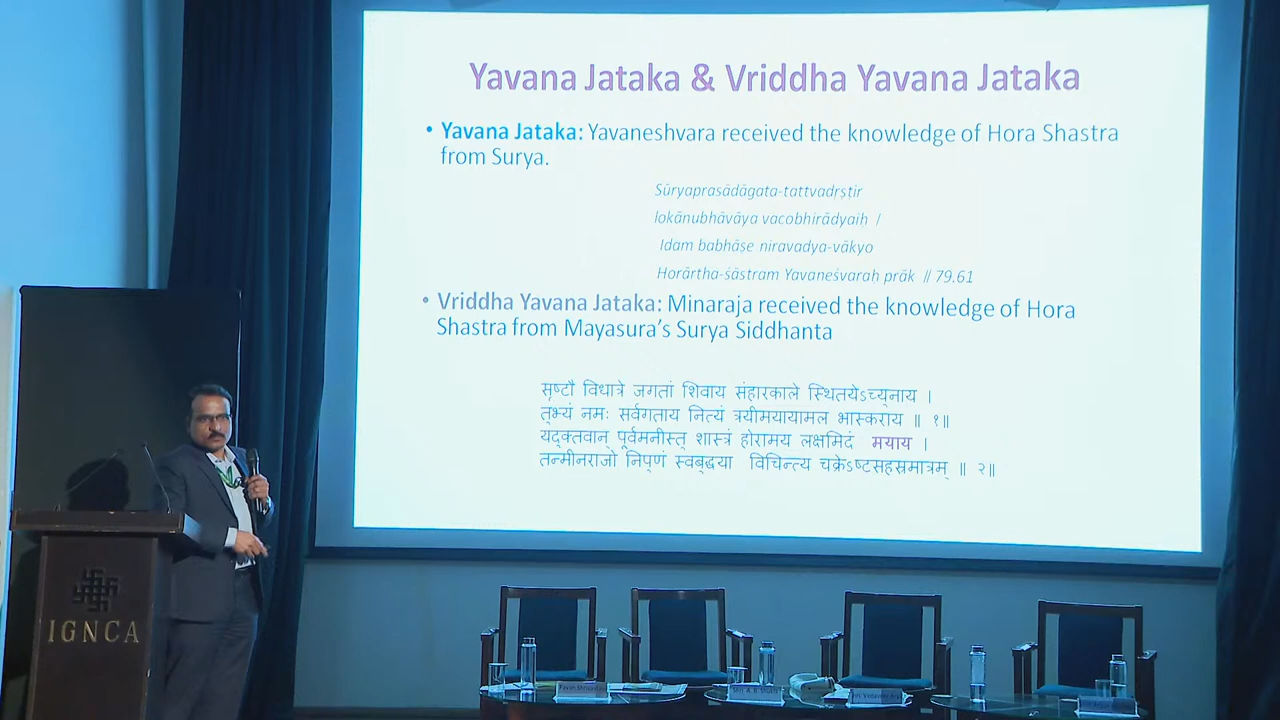 Yavana Jataka & Vriddha Yavana Jataka
• Yavana Jataka: Yavaneshvara received the knowledge of Hora Shastra
from Surya.
Sūryaprasādāgata-tattvadṛṣṭir
lokānubhāvāya vacobhirādyaih /
Idam babhāṣe niravadya-vākyo
Horārtha-śāstram Yavaneśvaraḥ prāk // 79.61
• Vriddha Yavana Jataka: Minaraja received the knowledge of Hora
Shastra from Mayasura's Surya Siddhanta
सृष्टौ विधात्रे जगतां शिवाय संहारकाले स्थितयेऽच्युनाय ।
तुभ्यं नमः सर्वगताय नित्यं त्रयीमयायामल भास्कराय ॥ १॥
यदुक्तवान् पूर्वमनीस्तु शास्त्रं होरामय लक्षमिदं मयाय ।
तन्मीनराजो निपुणं स्वबुद्धया विचिन्त्य चक्रेऽष्टसहस्रमात्रम् ॥ २॥
IGNCA